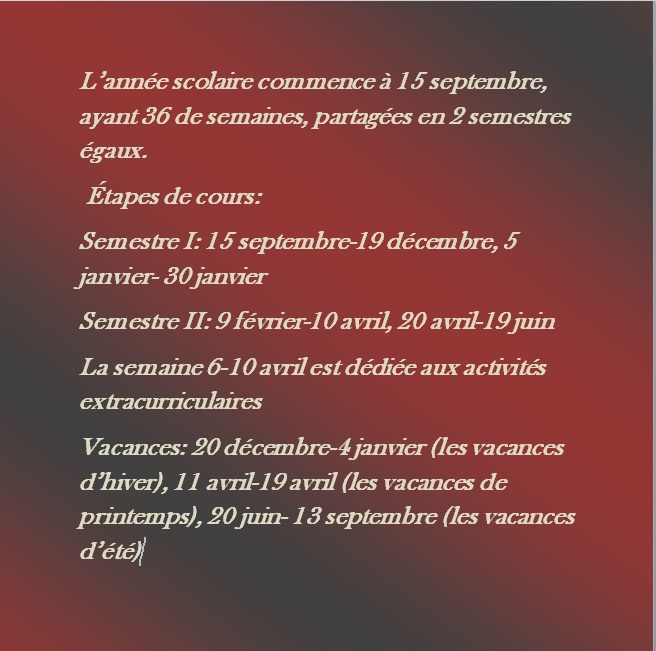 L'année scolaire commence à 15 septembre,
ayant 36 de semaines, partagées en 2 semestres
égaux.
Étapes de cours:
Semestre I: 15 septembre-19 décembre, 5
janvier- 30 janvier
Semestre II: 9 février-10 avril, 20 avril-19 juin
La semaine 6-10 avril est dédiée aux activités
extracurriculaires
Vacances: 20 décembre-4 janvier (les vacances
d'hiver), 11 avril-19 avril (les vacances de
printemps), 20 juin- 13 septembre (les vacances
d'été)